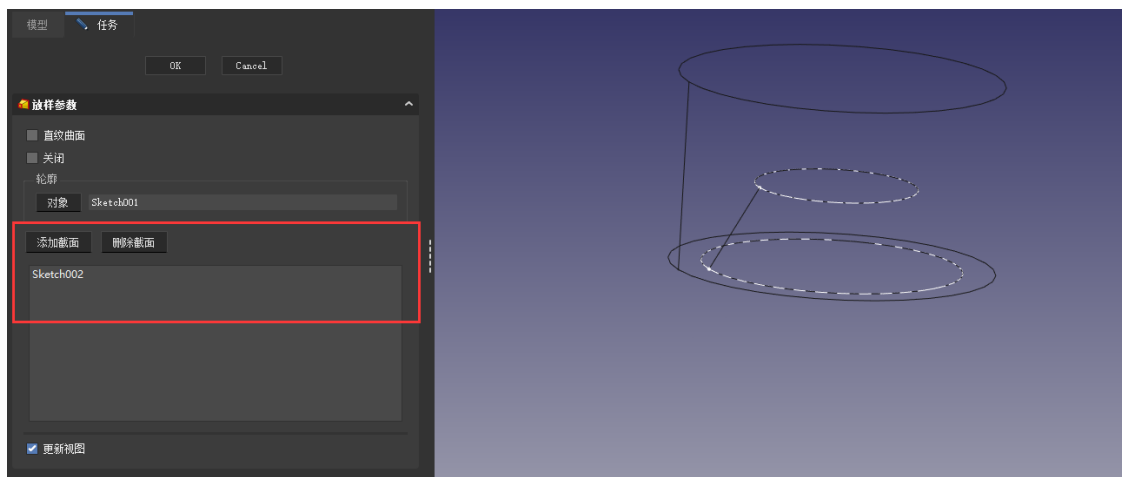 模型 任务
OK Cancel
放样参数
直纹曲面
关闭
轮廓
对象 Sketch001
添加截面 删除截面
Sketch002
更新视图